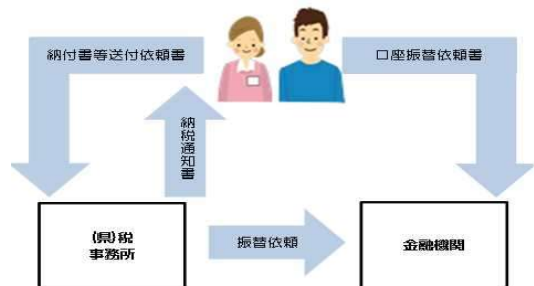 納付書等送付依頼書
口座振替依頼書
納税通知書
(県)税
事務所
振替依頼
金融機関